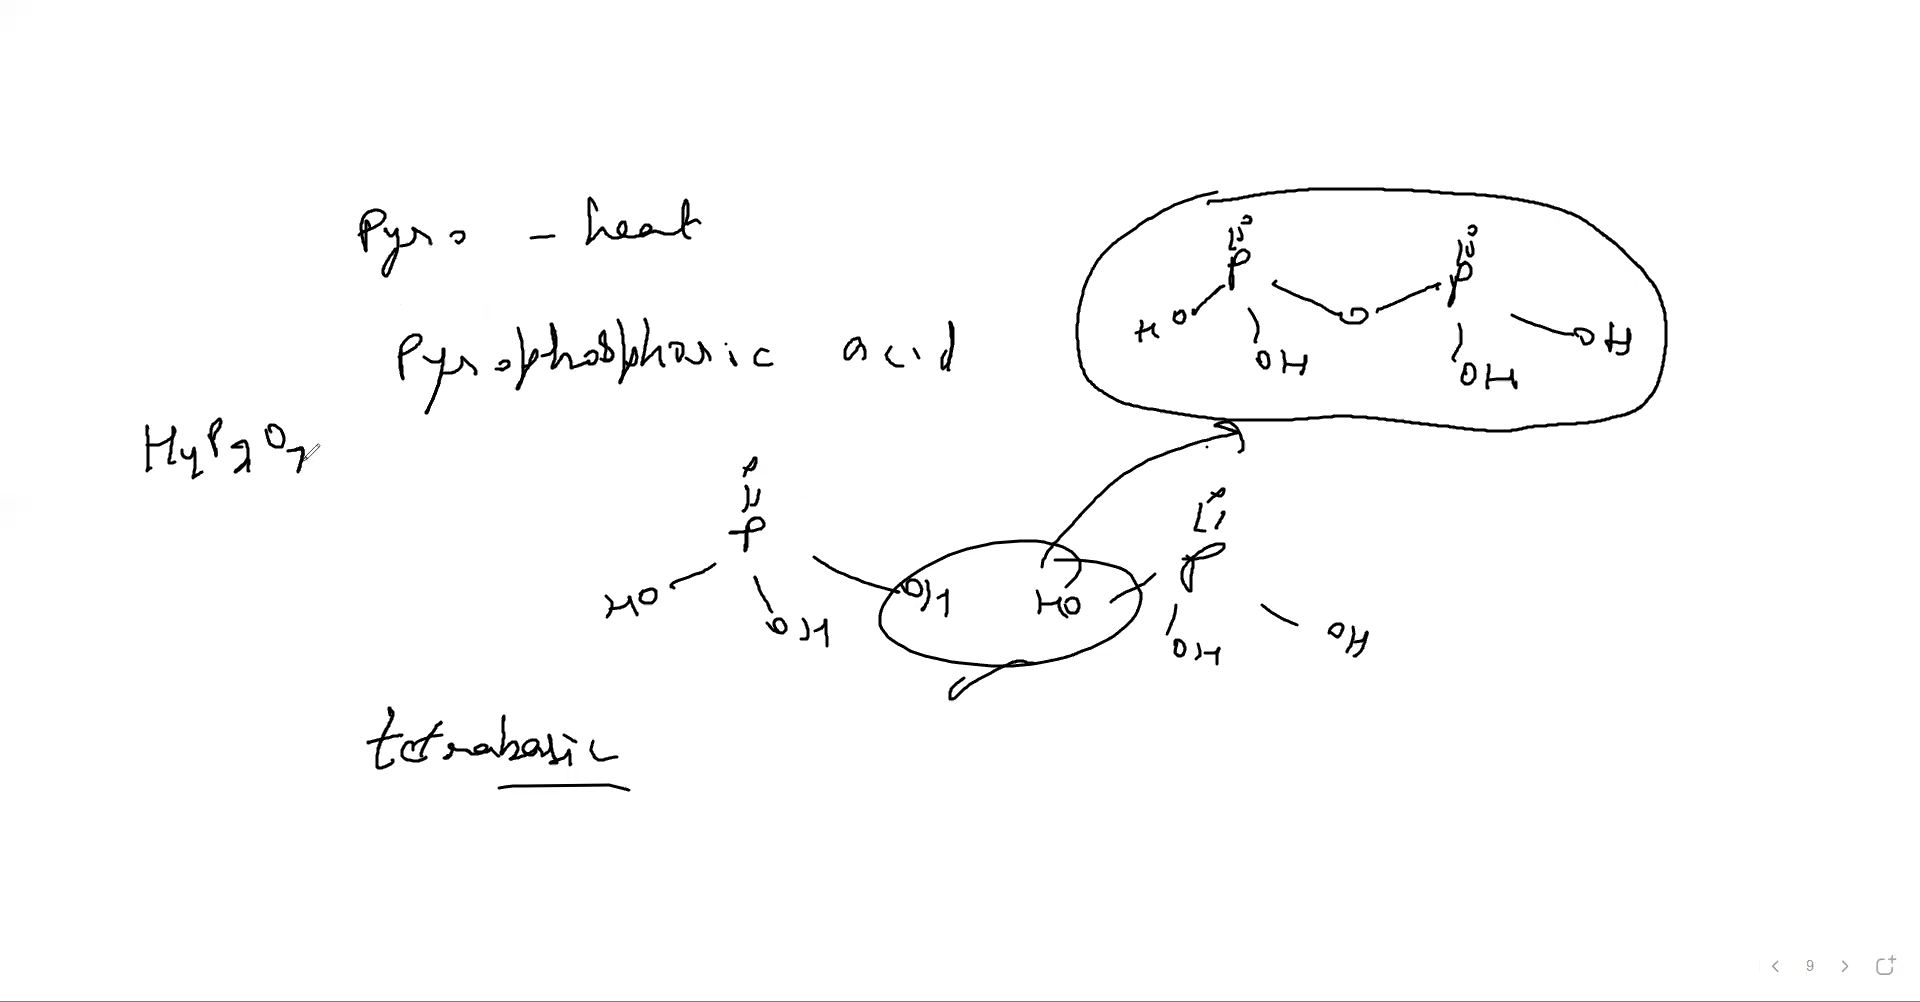 Pyro - heat
Pyrophosphoric acid
H4P2O7
O
P
HO
OH
O
O
P
OH
OH
O
P
HO
OH
OH
HO
O
P
OH
OH
tetrabasic
9